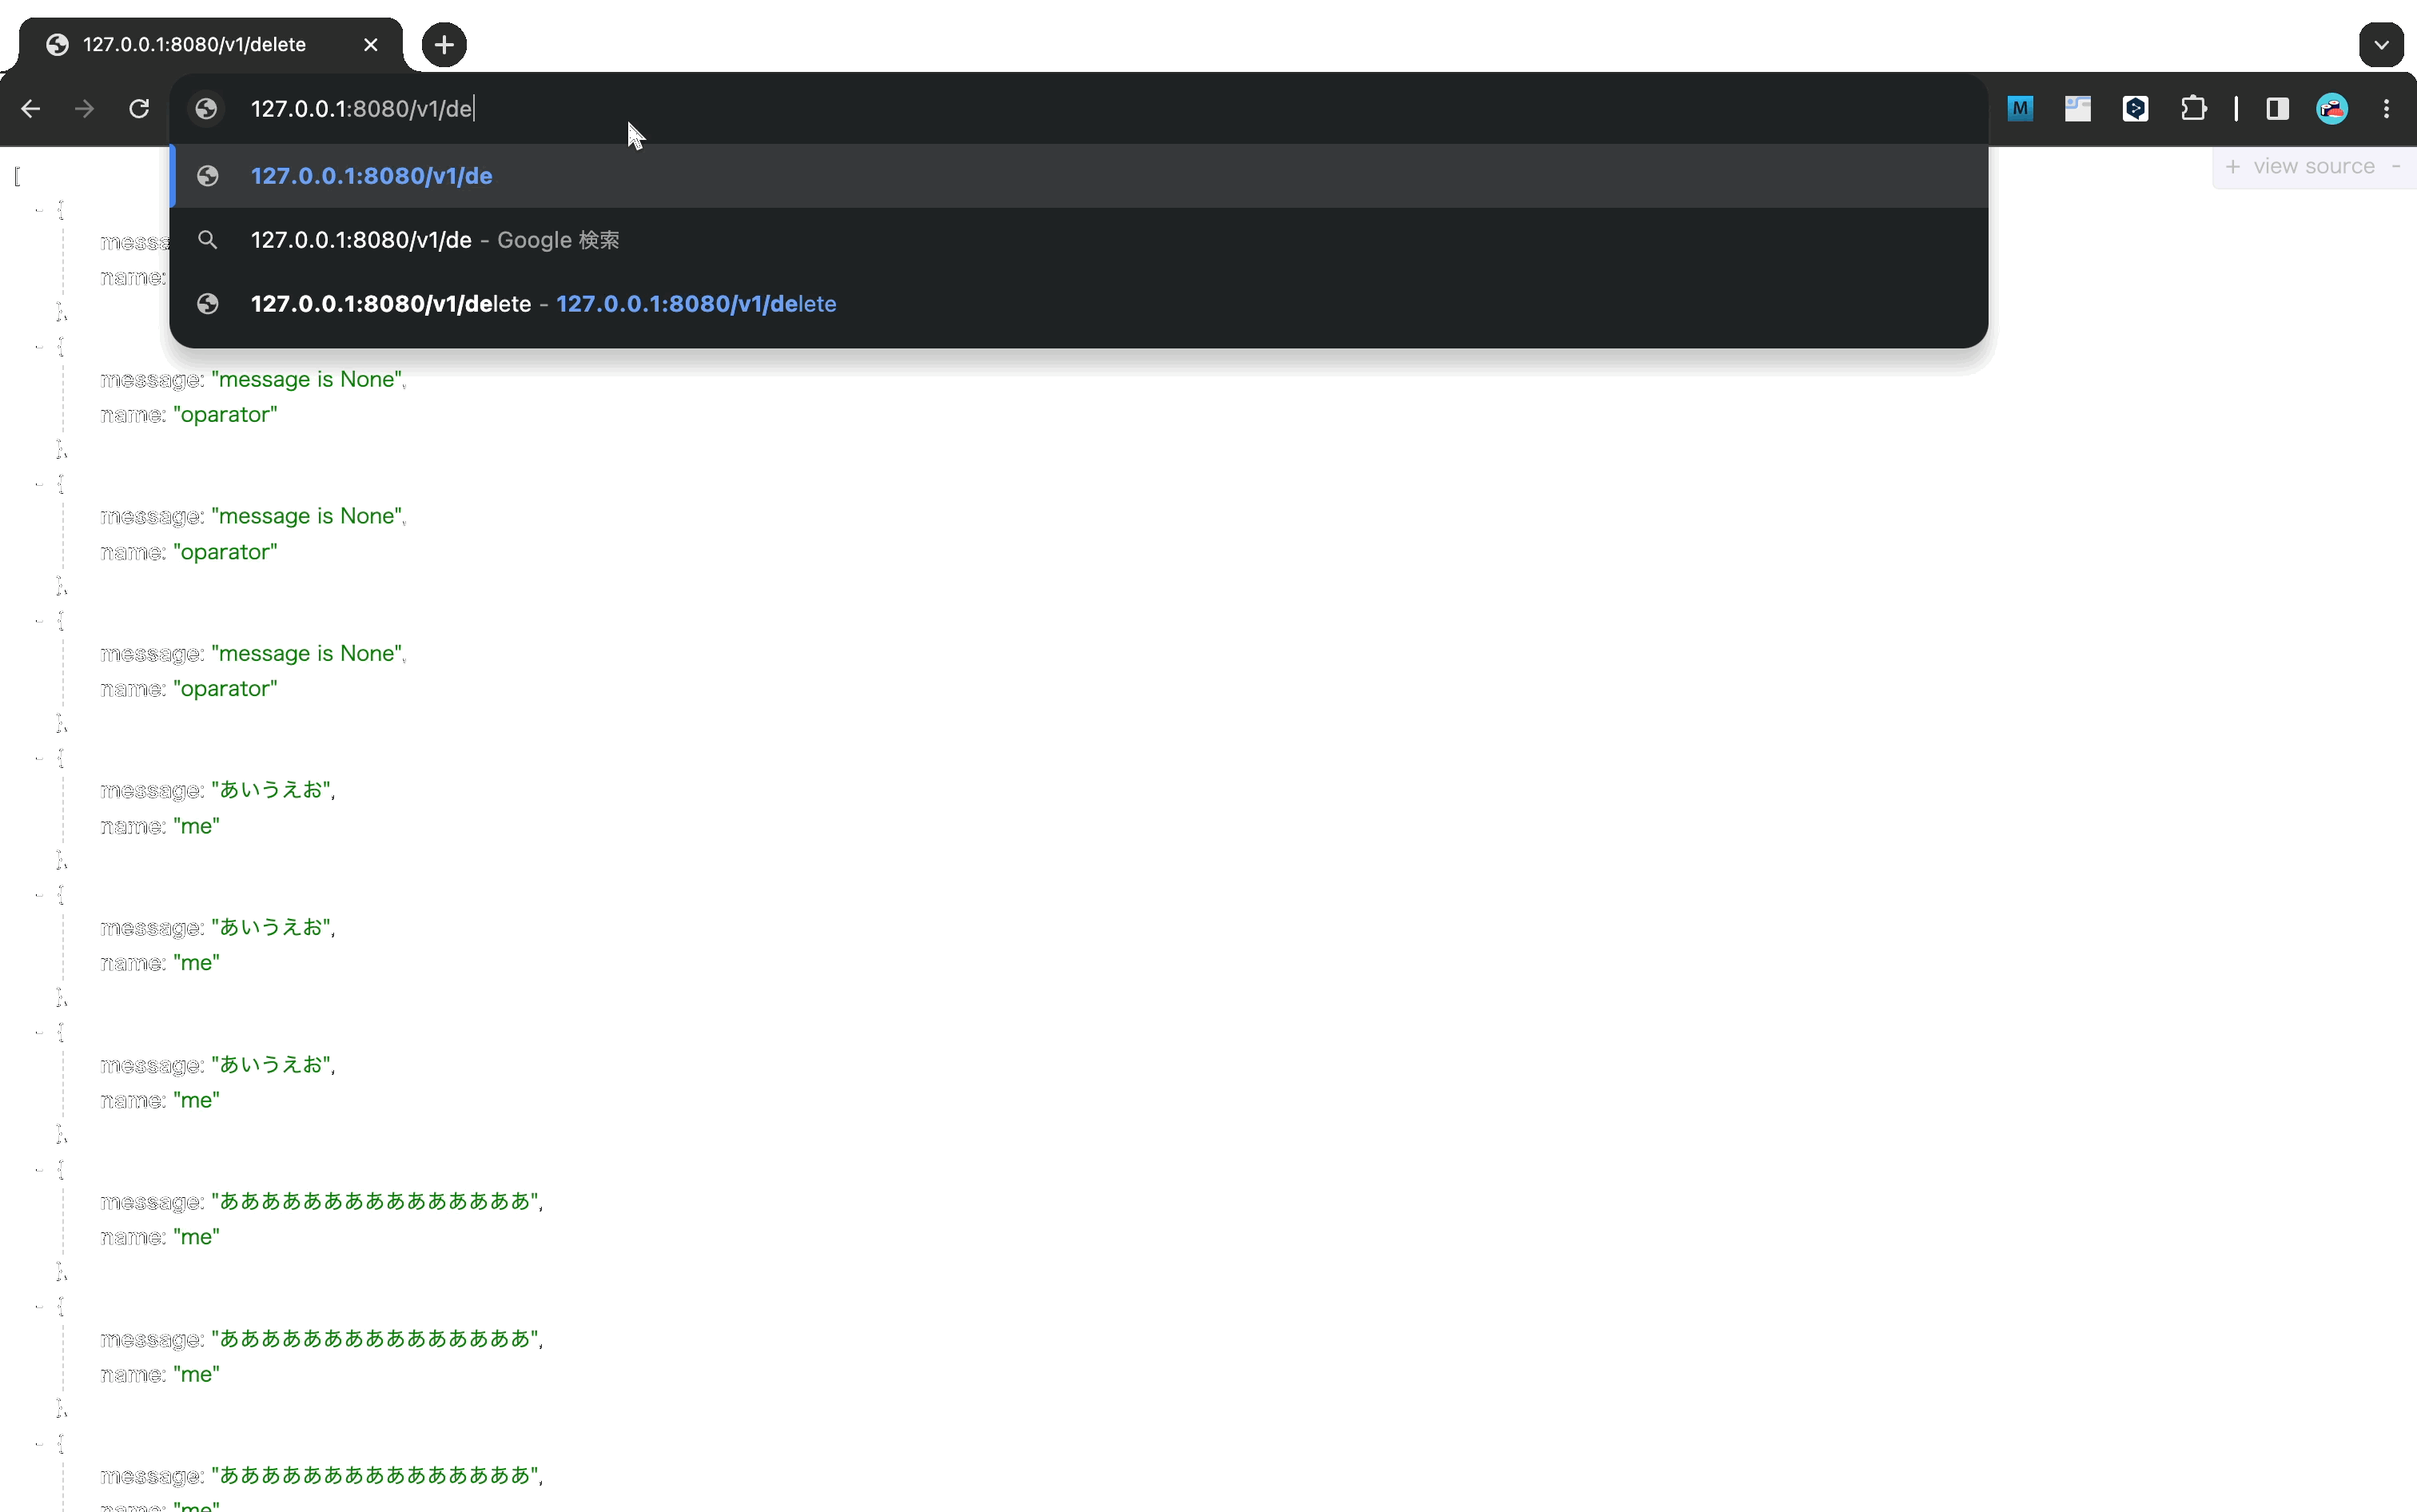 127.0.0.1:8080/v1/delete
127.0.0.1:8080/v1/de
M
127.0.0.1:8080/v1/de
127.0.0.1:8080/v1/de - Google 検索
127.0.0.1:8080/v1/delete - 127.0.0.1:8080/v1/delete
+ view source -
[
- {
messa
name:
},
- {
message: "message is None",
name: "oparator"
},
- {
message: "message is None",
name: "oparator"
},
- {
message: "message is None",
name: "oparator"
},
- {
message: "あいうえお",
name: "me"
},
- {
message: "あいうえお",
name: "me"
},
- {
message: "あいうえお",
name: "me"
},
- {
message: "あああああああああああああああ",
name: "me"
},
- {
message: "あああああああああああああああ",
name: "me"
},
- {
message: "あああああああああああああああ",
name: "me"